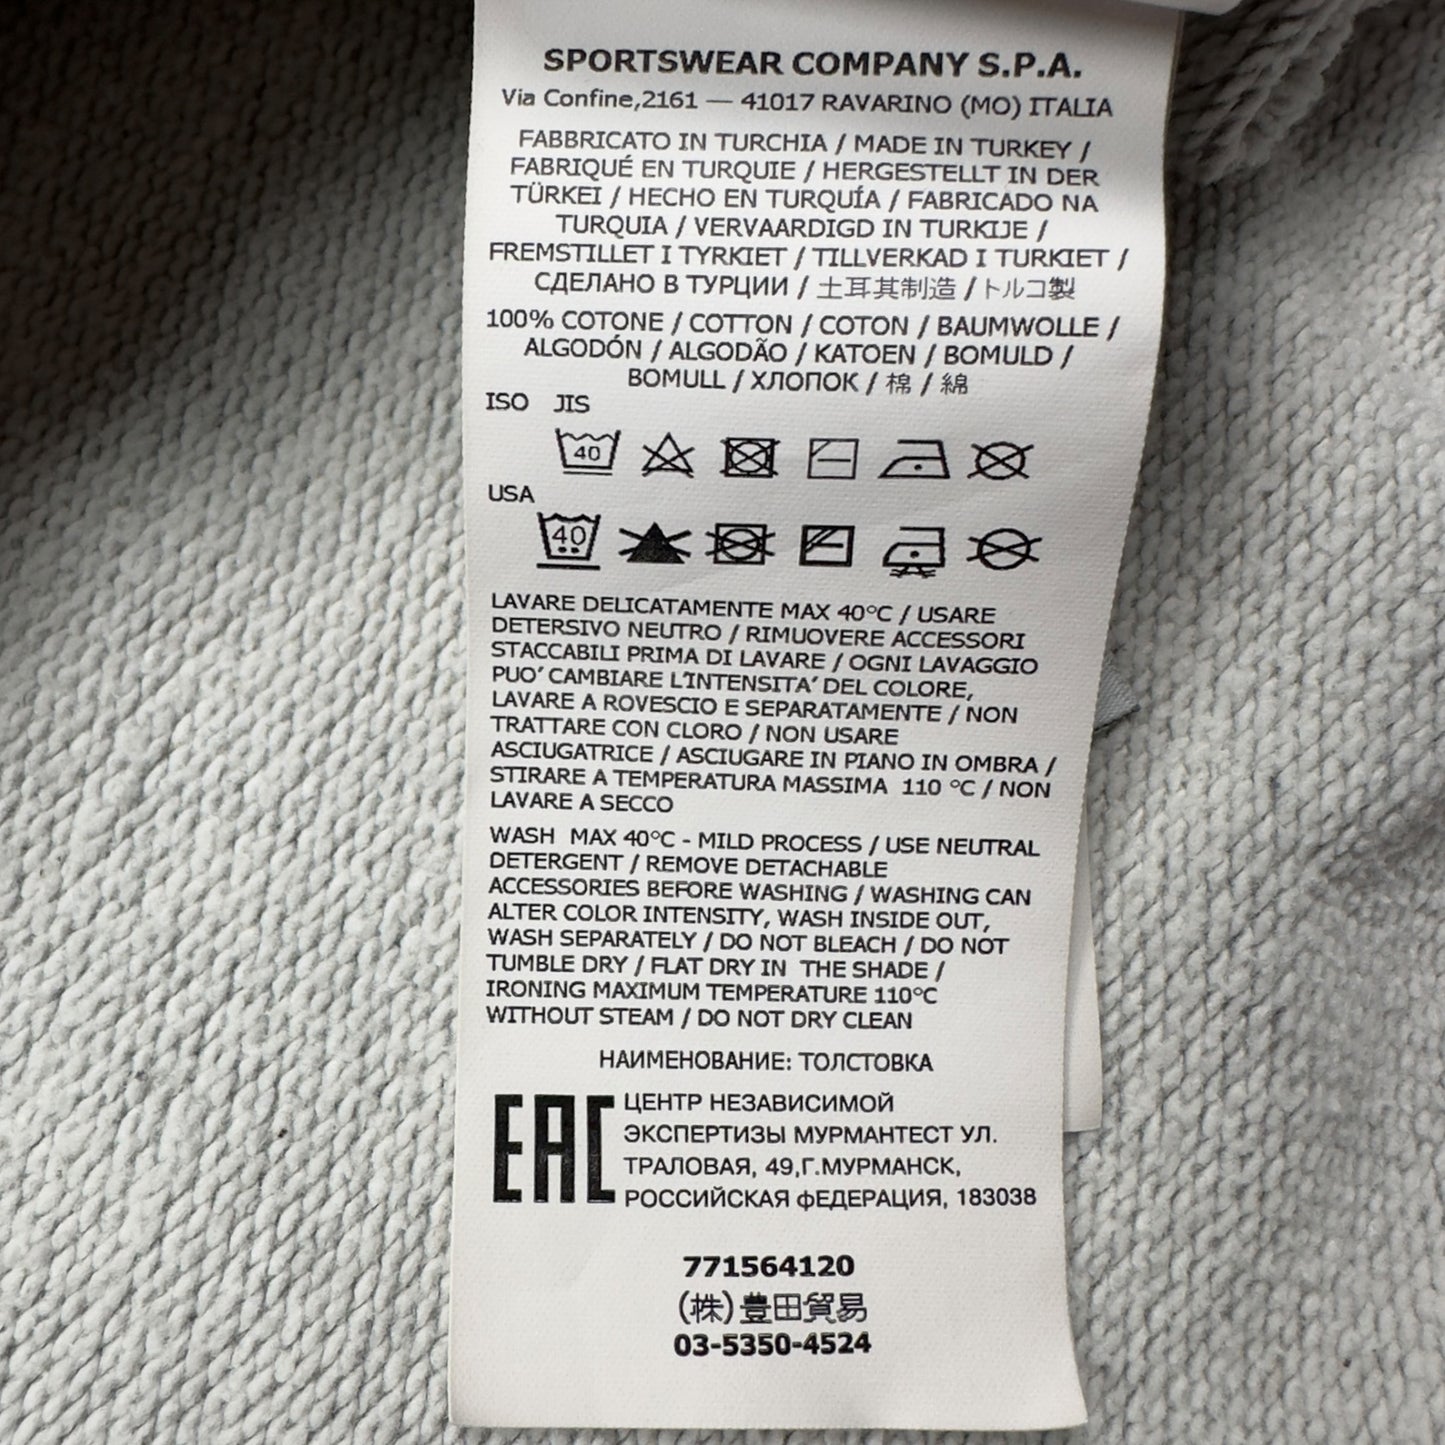 SPORTSWEAR COMPANY S.P.A.
Via Confine,2161 — 41017 RAVARINO (MO) ITALIA
FABBRICATO IN TURCHIA / MADE IN TURKEY /
FABRIQUÉ EN TURQUIE / HERGESTELLT IN DER
TÜRKEI / HECHO EN TURQUÍA / FABRICADO NA
TURQUIA / VERVAARDIGD IN TURKIJE /
FREMSTILLET I TYRKIET / TILLVERKAD I TURKIET /
СДЕЛАНО В ТУРЦИИ / 土耳其制造 / トルコ製
100% COTONE / COTTON / COTON / BAUMWOLLE /
ALGODÓN / ALGODÃO / KATOEN / BOMULD /
BOMULL / ХЛОПОК / 棉 / 綿
ISO JIS
40
USA
40
LAVARE DELICATAMENTE MAX 40°C / USARE
DETERSIVO NEUTRO / RIMUOVERE ACCESSORI
STACCABILI PRIMA DI LAVARE / OGNI LAVAGGIO
PUO' CAMBIARE L'INTENSITA' DEL COLORE,
LAVARE A ROVESCIO E SEPARATAMENTE / NON
TRATTARE CON CLORO / NON USARE
ASCIUGATRICE / ASCIUGARE IN PIANO IN OMBRA /
STIRARE A TEMPERATURA MASSIMA 110 °C / NON
LAVARE A SECCO
WASH MAX 40°C - MILD PROCESS / USE NEUTRAL
DETERGENT / REMOVE DETACHABLE
ACCESSORIES BEFORE WASHING / WASHING CAN
ALTER COLOR INTENSITY, WASH INSIDE OUT,
WASH SEPARATELY / DO NOT BLEACH / DO NOT
TUMBLE DRY / FLAT DRY IN THE SHADE /
IRONING MAXIMUM TEMPERATURE 110°C
WITHOUT STEAM / DO NOT DRY CLEAN
НАИМЕНОВАНИЕ: ТОЛСТОВКА
EAC
ЦЕНТР НЕЗАВИСИМОЙ
ЭКСПЕРТИЗЫ МУРМАНТЕСТ УЛ.
ТРАЛОВАЯ, 49,Г.МУРМАНСК,
РОССИЙСКАЯ ФЕДЕРАЦИЯ, 183038
771564120
(株)豊田貿易
03-5350-4524